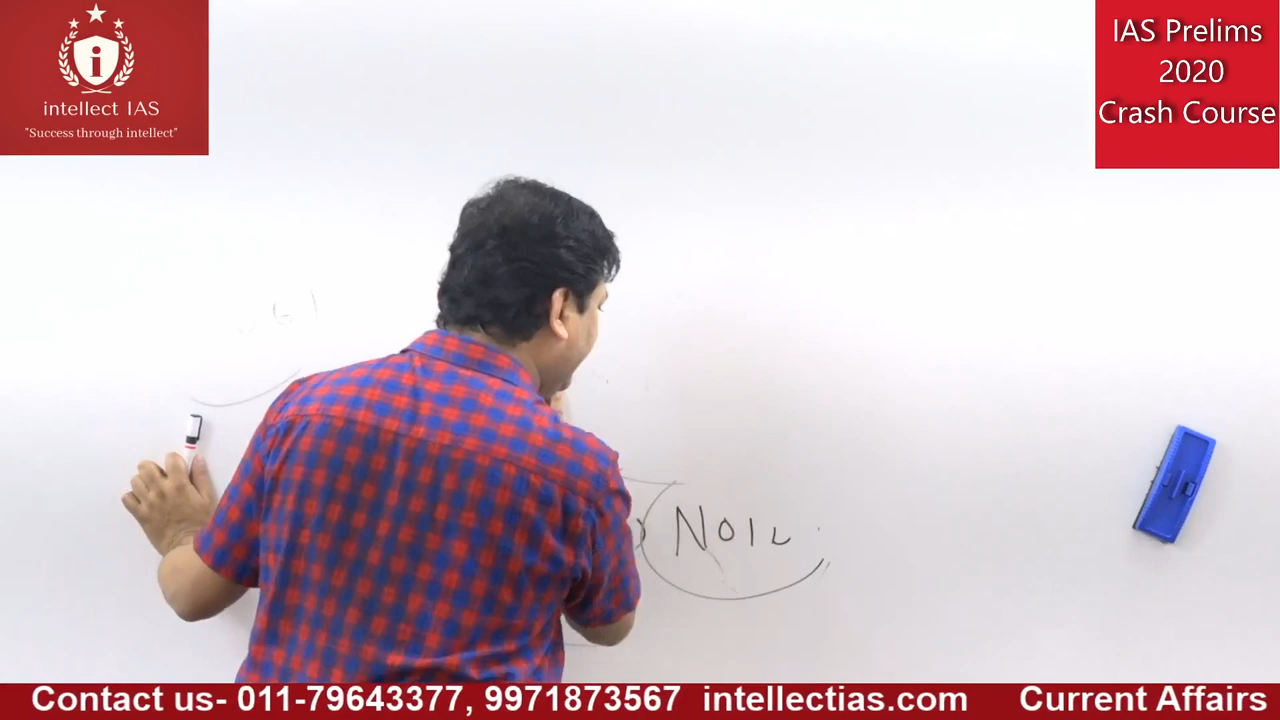 intellect IAS
"Success through intellect"
IAS Prelims
2020
Crash Course
NOIL
Contact us- 011-79643377, 9971873567 intellectias.com Current Affairs